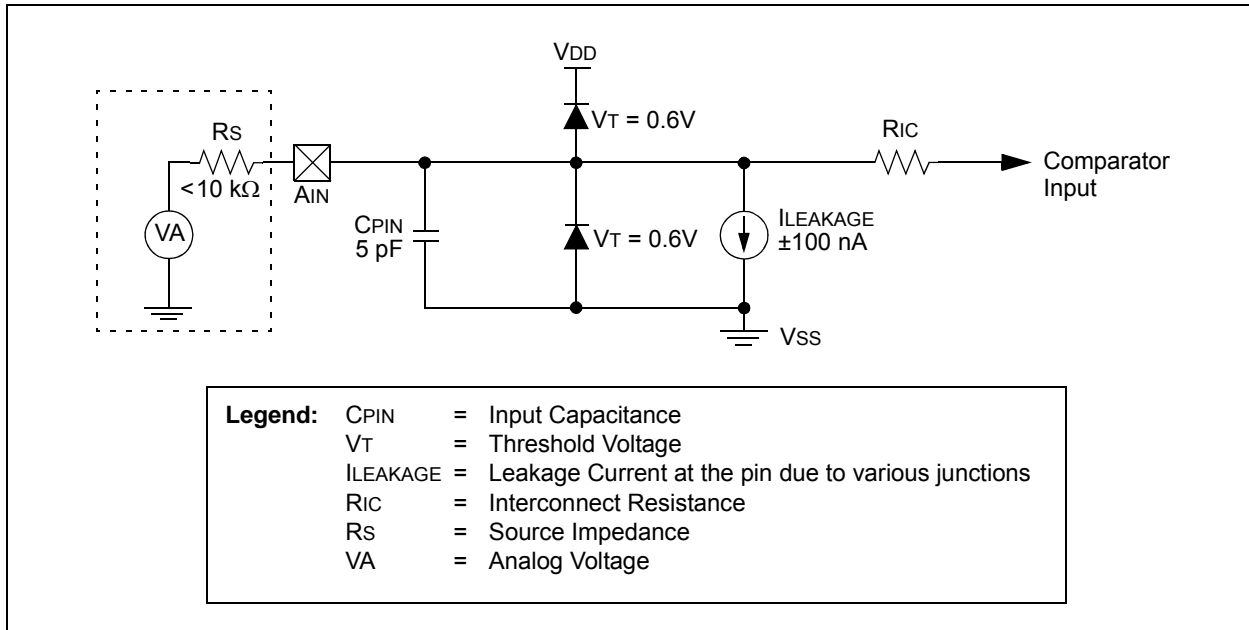 VDD
VT = 0.6V
RS
<10 kΩ
AIN
VA
CPIN
5 pF
VT = 0.6V
ILEAKAGE
±100 nA
RIC
Comparator
Input
VSS
Legend: CPIN = Input Capacitance
VT = Threshold Voltage
ILEAKAGE = Leakage Current at the pin due to various junctions
RIC = Interconnect Resistance
RS = Source Impedance
VA = Analog Voltage